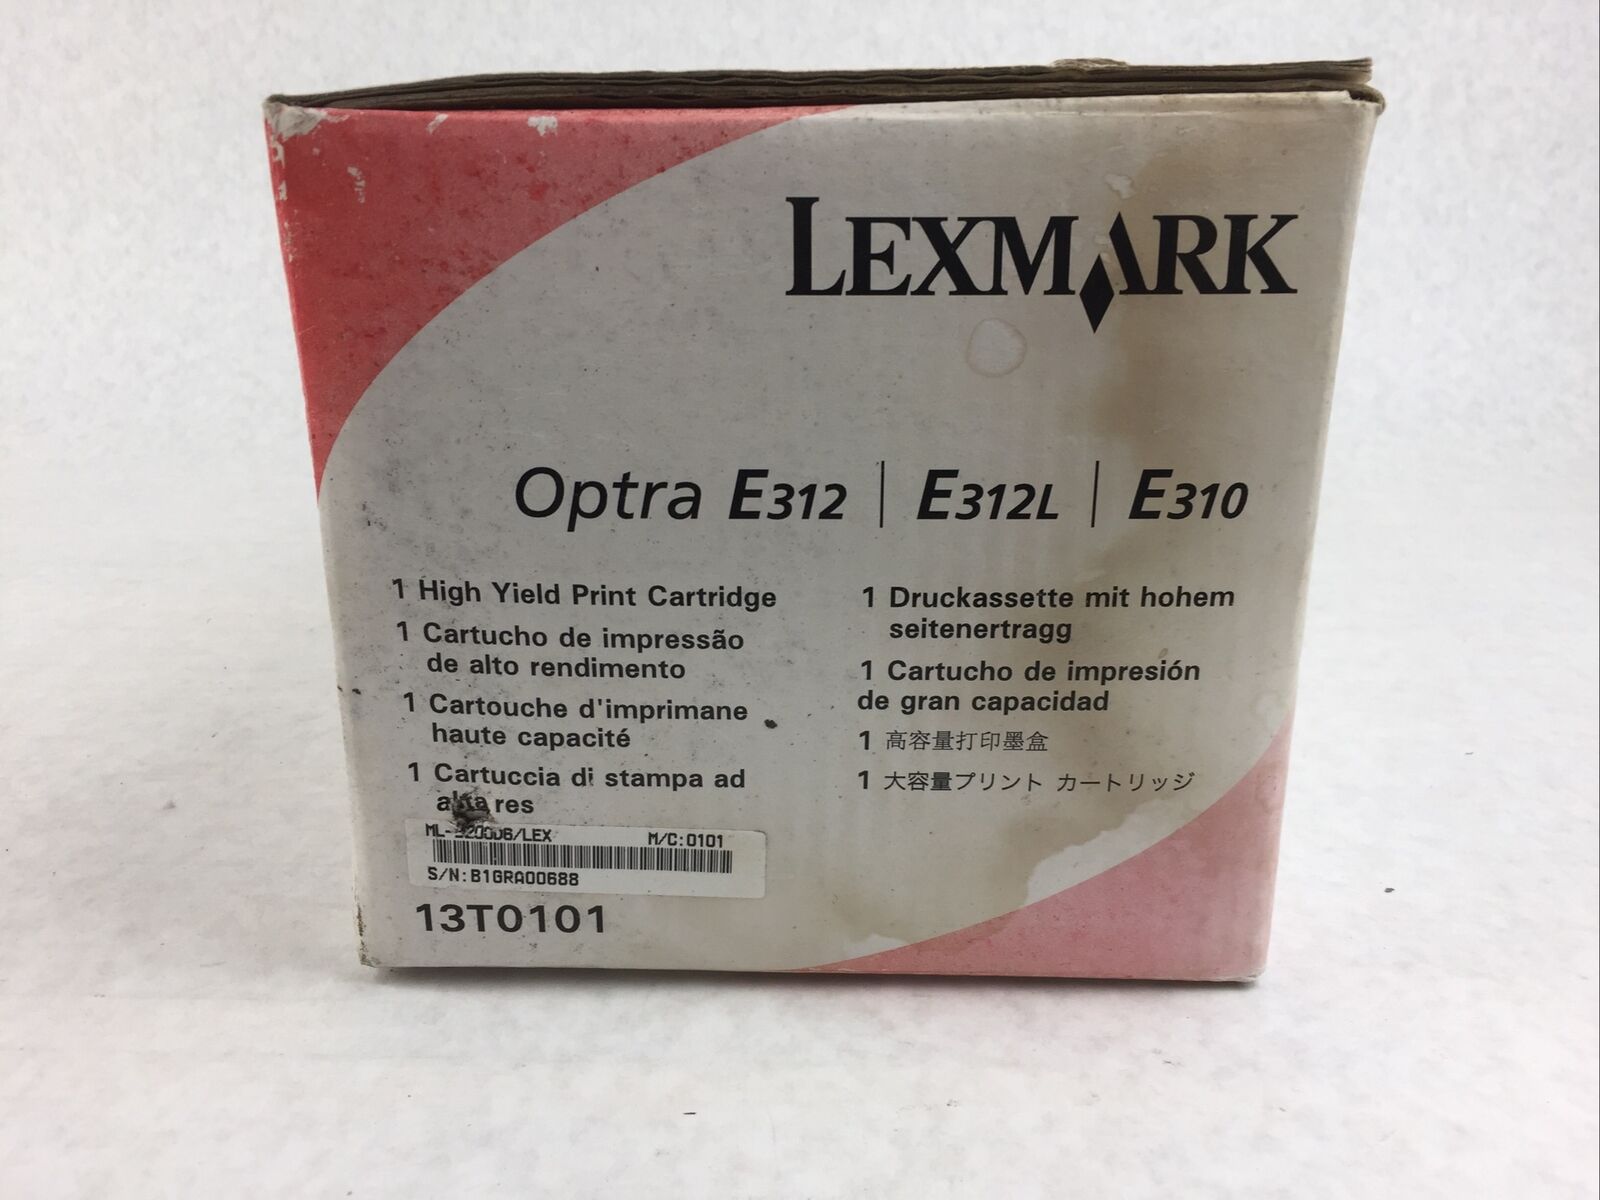 LEXMARK
Optra E312 | E312L | E310
1 High Yield Print Cartridge
1 Cartucho de impressão
de alto rendimento
1 Cartouche d'imprimane
haute capacité
1 Cartuccia di stampa ad
res
1 Druckassette mit hohem
seitenertragg
1 Cartucho de impresión
de gran capacidad
1 高容量打印墨盒
1 大容量プリント カートリッジ
M/C:0101
S/N:B1GRA00688
13T0101